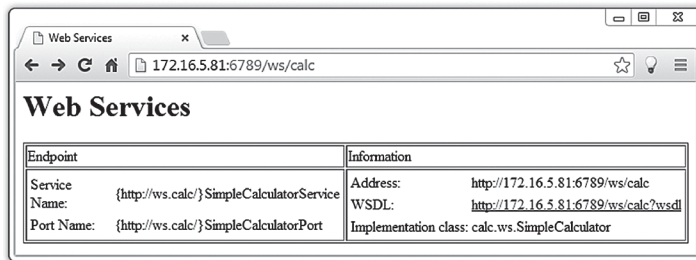 Web Services
172.16.5.81:6789/ws/calc
Web Services
Endpoint
Information
Service Name:
{http://ws.calc/}SimpleCalculatorService
Port Name:
{http://ws.calc/}SimpleCalculatorPort
Address:
http://172.16.5.81:6789/ws/calc
WSDL:
http://172.16.5.81:6789/ws/calc?wsdl
Implementation class: calc.ws.SimpleCalculator